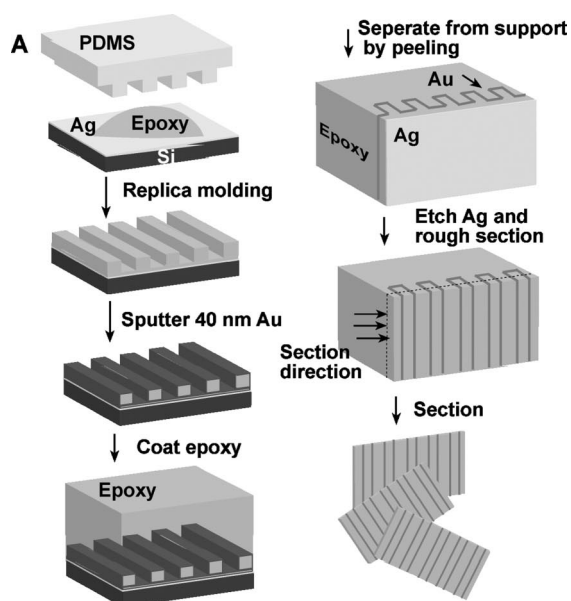 A
PDMS
Ag
Epoxy
Si
Replica molding
Sputter 40 nm Au
Coat epoxy
Epoxy
Seperate from support
by peeling
Au
Epoxy
Ag
Etch Ag and
rough section
Section
direction
Section